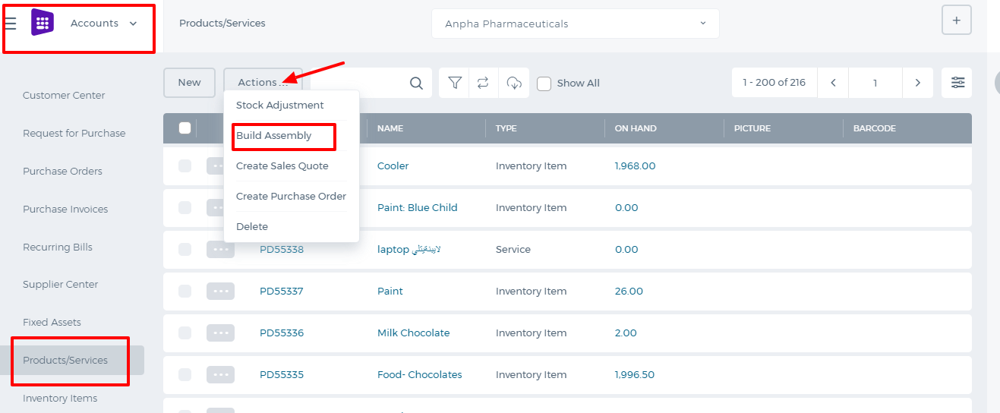 Accounts
Products/Services
Anpha Pharmaceuticals
+
New
Actions ...
Show All
1 - 200 of 216
1
Customer Center
Request for Purchase
Purchase Orders
Purchase Invoices
Recurring Bills
Supplier Center
Fixed Assets
Products/Services
Inventory Items
Stock Adjustment
Build Assembly
Create Sales Quote
Create Purchase Order
Delete
NAME TYPE ON HAND PICTURE BARCODE
Cooler Inventory Item 1,968.00
Paint: Blue Child Inventory Item 0.00
PD55338 laptop Service 0.00
PD55337 Paint Inventory Item 26.00
PD55336 Milk Chocolate Inventory Item 2.00
PD55335 Food- Chocolates Inventory Item 1,996.50